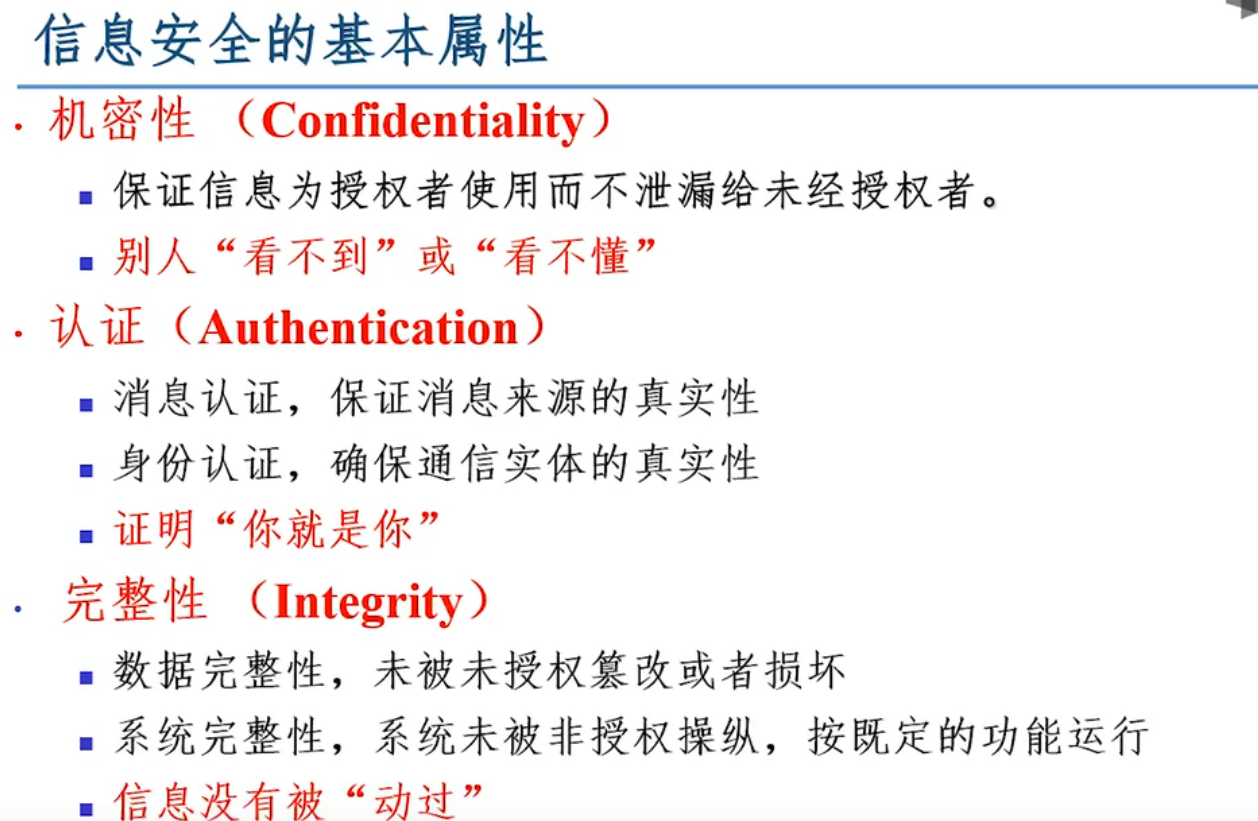 信息安全的基本属性
机密性 （Confidentiality）
保证信息为授权者使用而不泄漏给未经授权者。
别人“看不到”或“看不懂”
认证（Authentication）
消息认证，保证消息来源的真实性
身份认证，确保通信实体的真实性
证明“你就是你”
完整性 （Integrity）
数据完整性，未被未授权篡改或者损坏
系统完整性，系统未被非授权操纵，按既定的功能运行
信息没有被“动过”